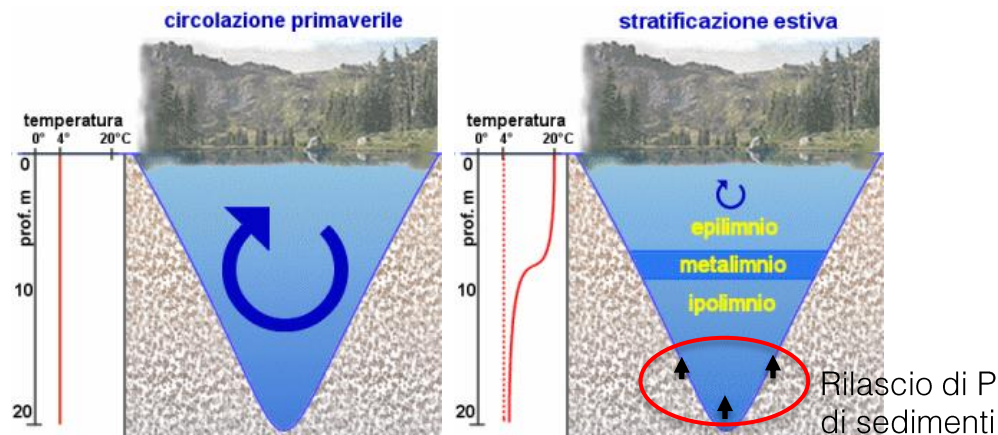 circolazione primaverile
temperatura
0° 4° 20°C
0
prof. m
10
20
stratificazione estiva
temperatura
0° 4° 20°C
0
prof. m
10
20
epilimnio
metalimnio
ipolimnio
Rilascio di P
di sedimenti